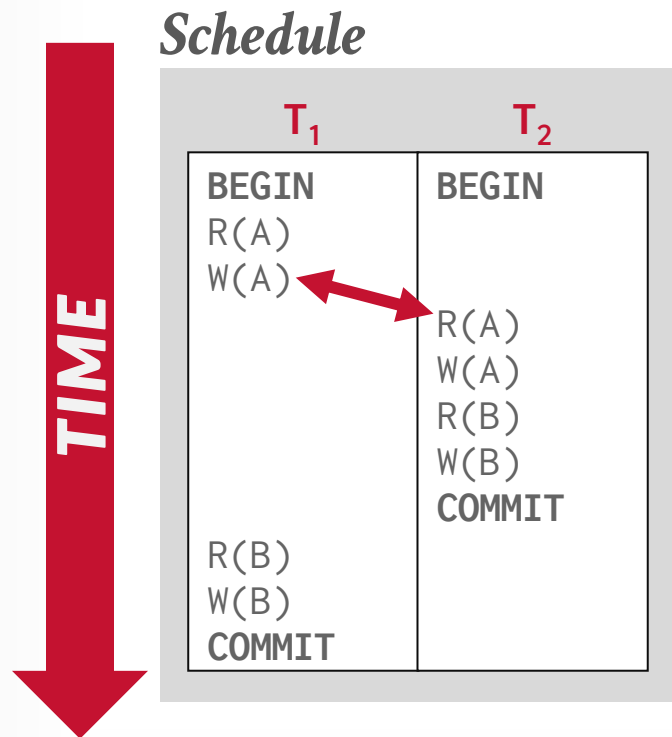 Schedule
TIME
T₁ T₂
BEGIN BEGIN
R(A)
W(A)
R(A)
W(A)
R(B)
W(B)
COMMIT
R(B)
W(B)
COMMIT